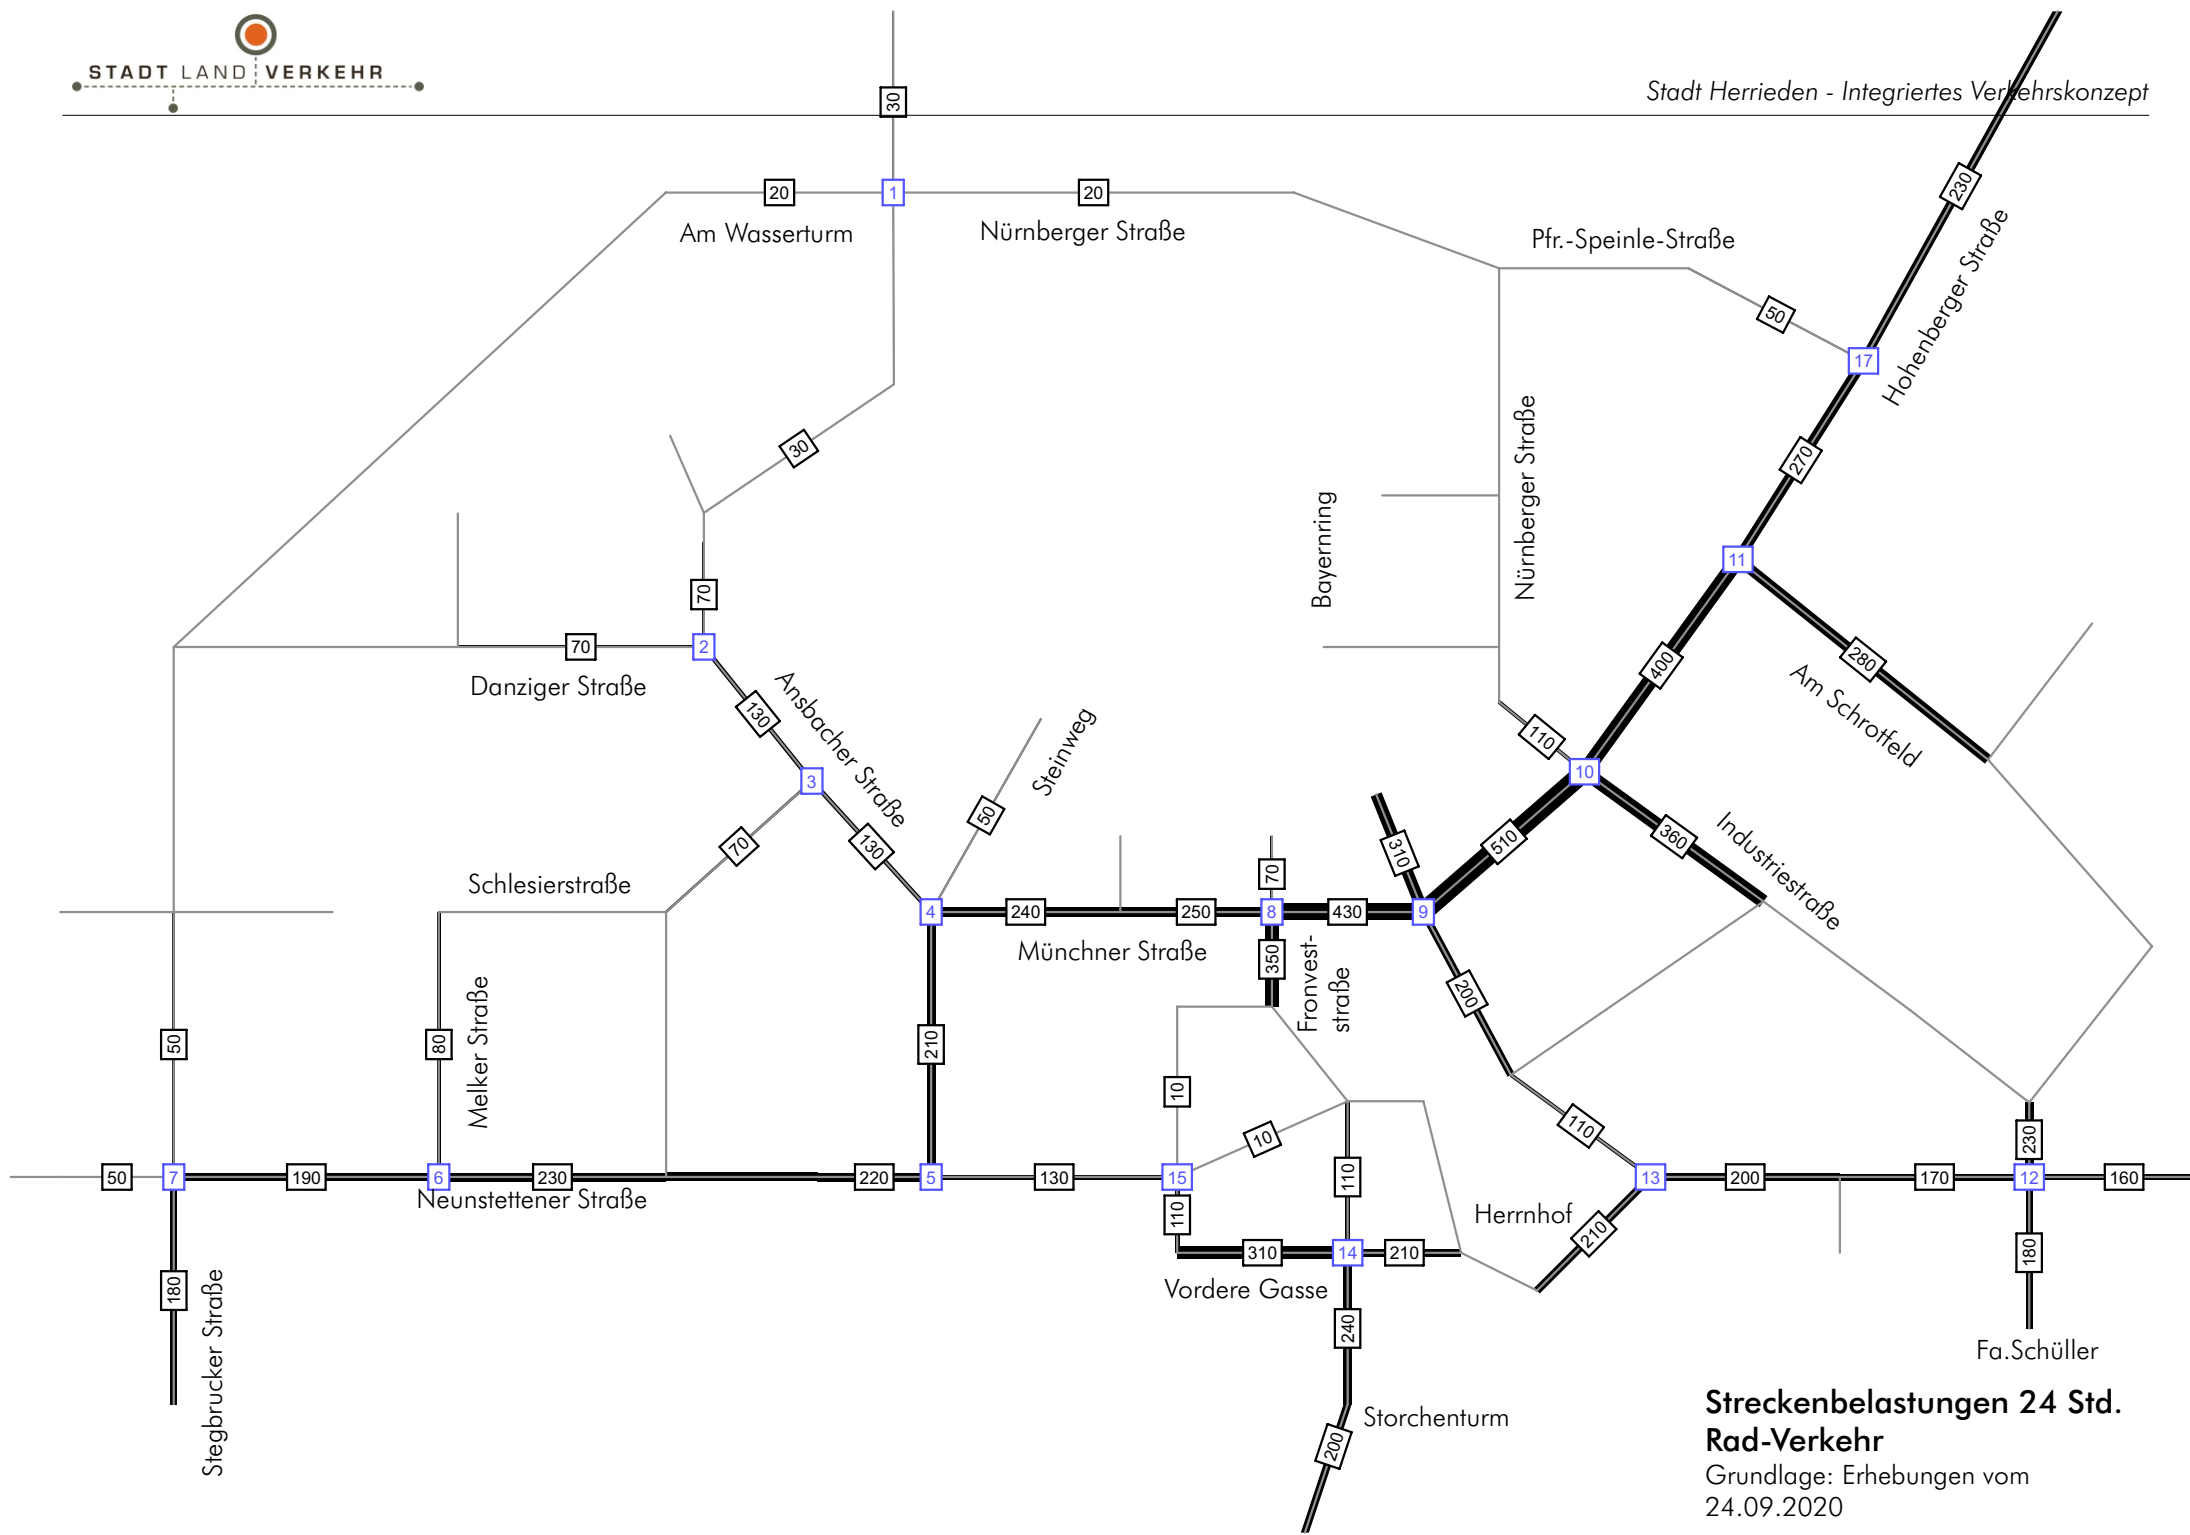 STADT LAND VERKEHR
Stadt Herrieden - Integriertes Verkehrskonzept
30
230
20
1
20
Am Wasserturm
Nürnberger Straße
Pfr.-Speinle-Straße
Hohenberger Straße
50
17
30
270
Bayernring
Nürnberger Straße
11
70
70
2
Danziger Straße
400
280
Am Schrotfeld
130
Ansbacher Straße
Steinweg
110
10
3
50
130
70
310
510
360
Industriestraße
70
Schlesierstraße
4
240
250
8
430
9
Münchner Straße
350
Fronvest-
straße
200
50
80
Melker Straße
210
10
10
110
110
230
50
7
190
6
230
220
5
130
15
110
13
200
170
12
160
Neunstettener Straße
110
Herrnhof
210
310
14
210
180
180
Vordere Gasse
Stegbrucker Straße
240
Fa.Schüller
Storchenturm
200
Streckenbelastungen 24 Std.
Rad-Verkehr
Grundlage: Erhebungen vom
24.09.2020